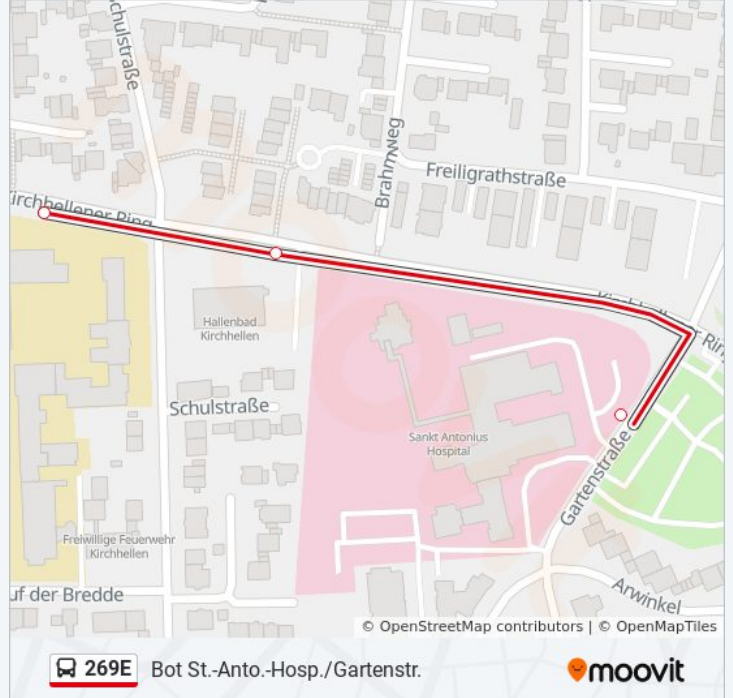 Schulstraße
Brahmweg
Freiligrathstraße
Kirchhellener Ring
Hallenbad
Kirchhellen
Schulstraße
Sankt Antonius
Hospital
Gartenstraße
Freiwillige Feuerwehr
Kirchhellen
uf der Bredde
Arwinkel
© OpenStreetMap contributors | © OpenMapTiles
269E
Bot St.-Anto.-Hosp./Gartenstr.
moovit